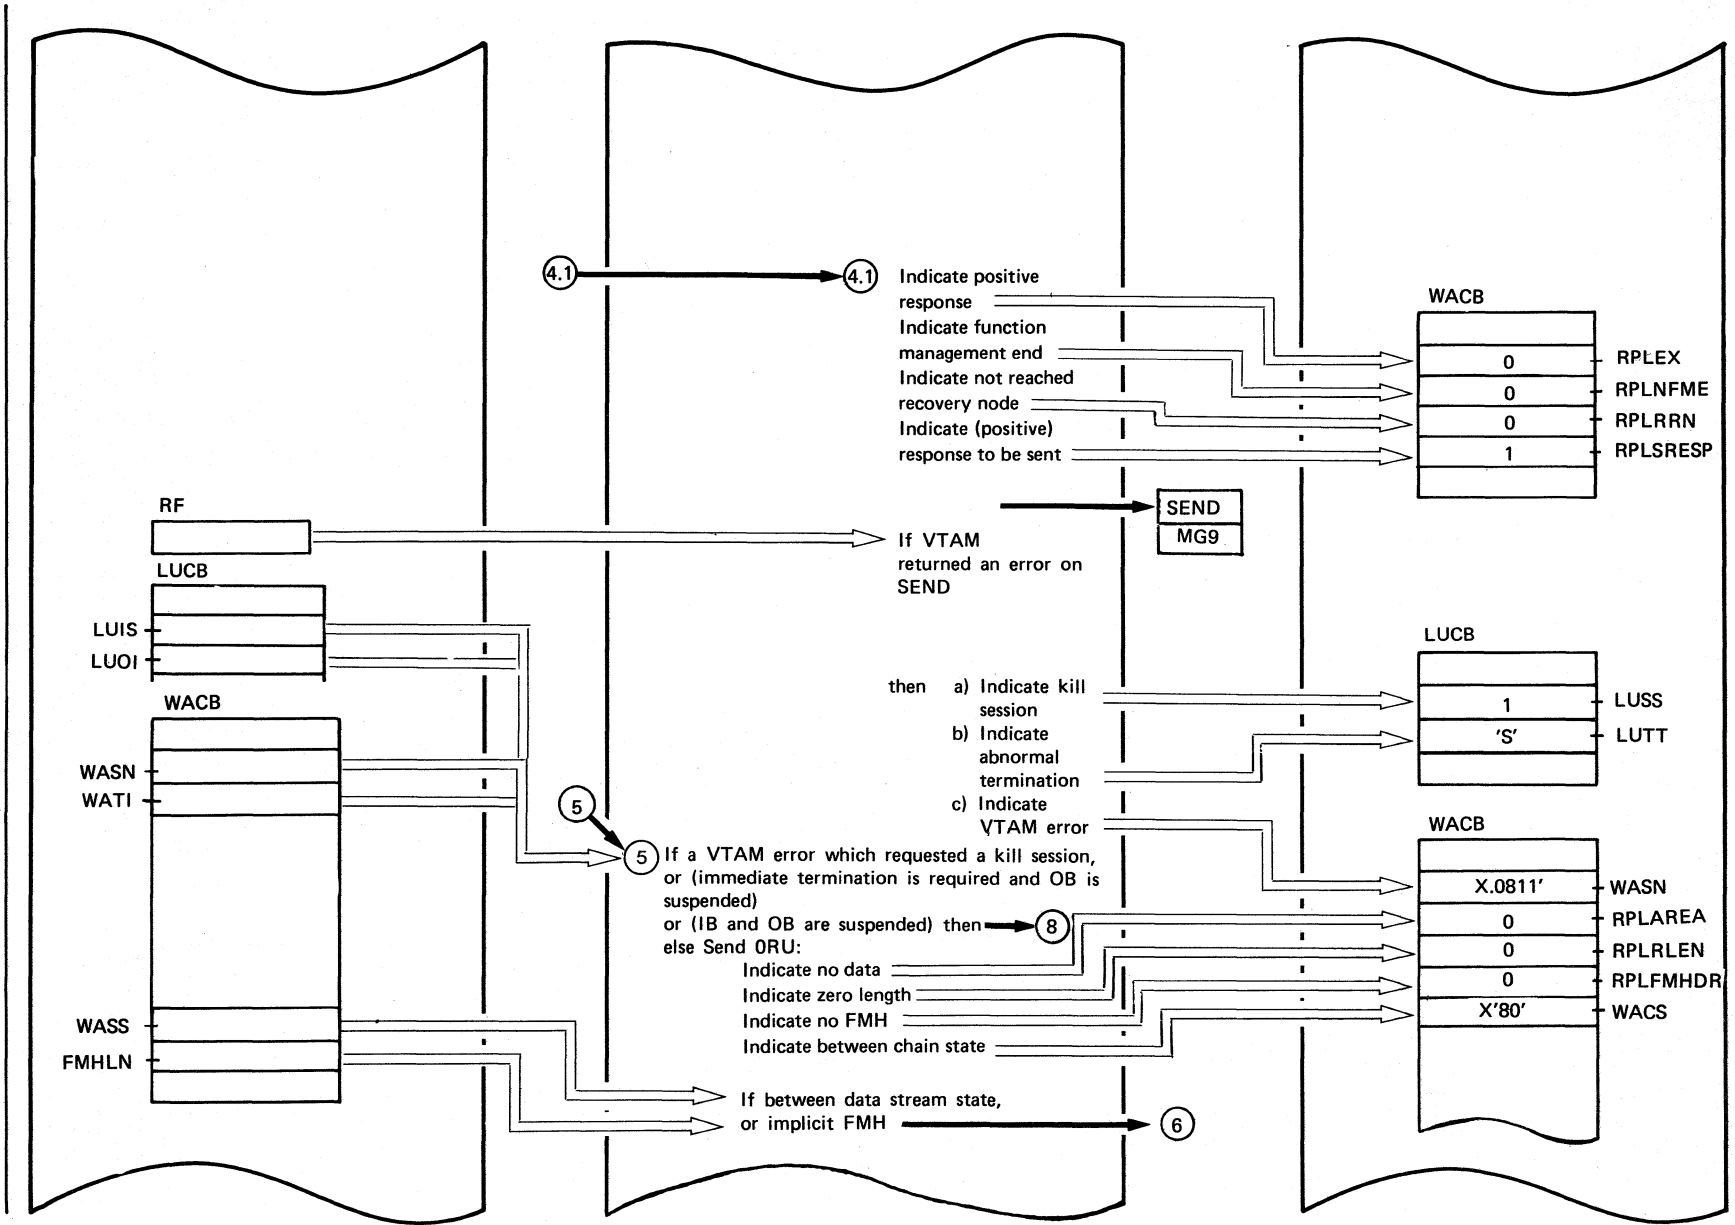 4.1
4.1
Indicate positive
response
Indicate function
management end
Indicate not reached
recovery node
Indicate (positive)
response to be sent
WACB
0
RPLEX
0
RPLNFME
0
RPLRRN
1
RPLSRESP
RF
SEND
MG9
If VTAM
returned an error on
SEND
LUCB
LUIS
LUOI
WACB
WASN
WATI
WASS
FMHLN
then a) Indicate kill
session
b) Indicate
abnormal
termination
c) Indicate
VTAM error
LUCB
1
LUSS
'S'
LUTT
5
5
If a VTAM error which requested a kill session,
or (immediate termination is required and OB is
suspended)
or (IB and OB are suspended) then
8
else Send 0RU:
Indicate no data
Indicate zero length
Indicate no FMH
Indicate between chain state
WACB
X.0811'
WASN
0
RPLAREA
0
RPLRLEN
0
RPLFMHDR
X'80'
WACS
If between data stream state,
or implicit FMH
6